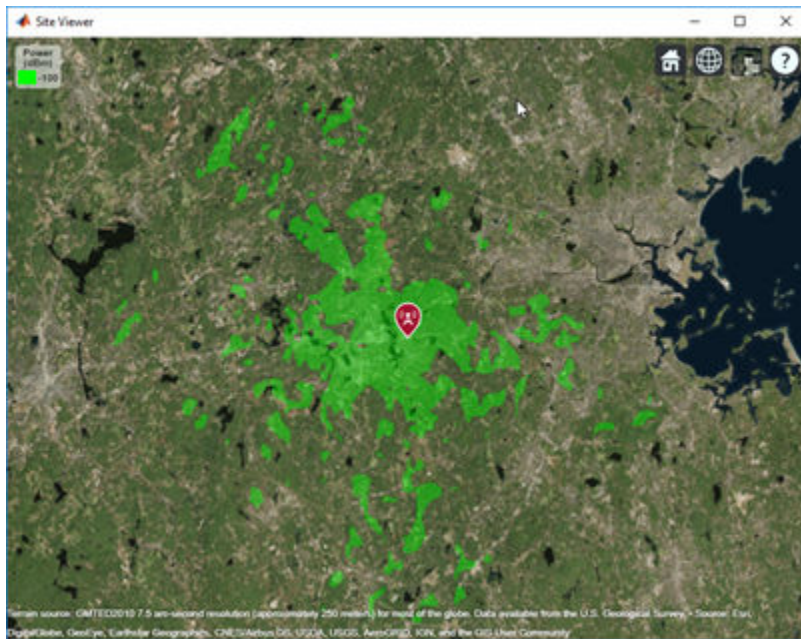 Site Viewer
Power
(dBm)
-100
?
Terrain source: GMTED2010 7.5 arc-second resolution (approximately 250 meters) for most of the globe. Data available from the U.S. Geological Survey. • Source: Esri,
DigitalGlobe, GeoEye, Earthstar Geographics, CNES/Airbus DS, USDA, USGS, AeroGRID, IGN, and the GIS User Community